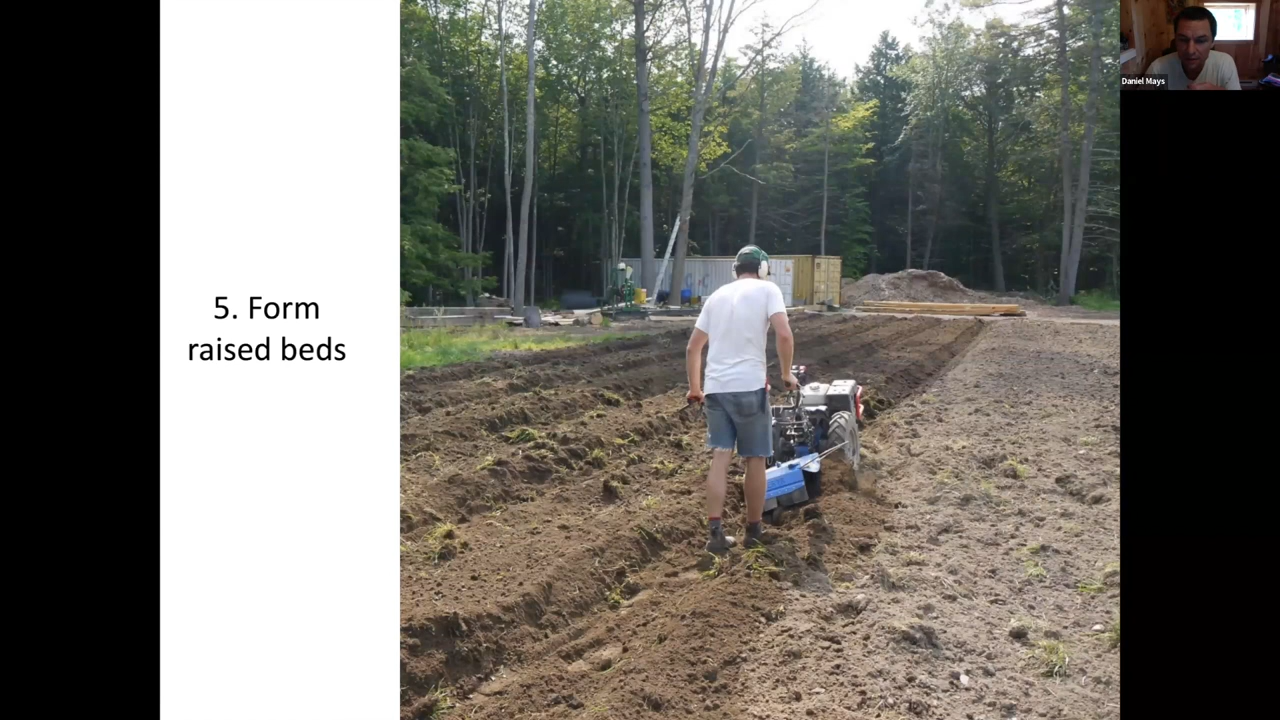 5. Form
raised beds
Daniel Mays